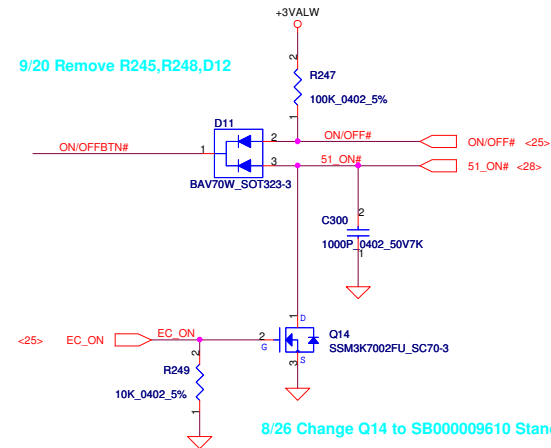 +3VALW
9/20 Remove R245,R248,D12
2
R247
100K_0402_5%
1
D11
ON/OFFBTN#
1
2
ON/OFF#
ON/OFF# <25>
3
51_ON#
51_ON# <28>
BAV70W_SOT323-3
C300
2
1000P_0402_50V7K
1
1
D
Q14
SSM3K7002FU_SC70-3
<25> EC_ON
EC_ON
2
G
S
3
2
R249
10K_0402_5%
1
8/26 Change Q14 to SB000009610 Stan